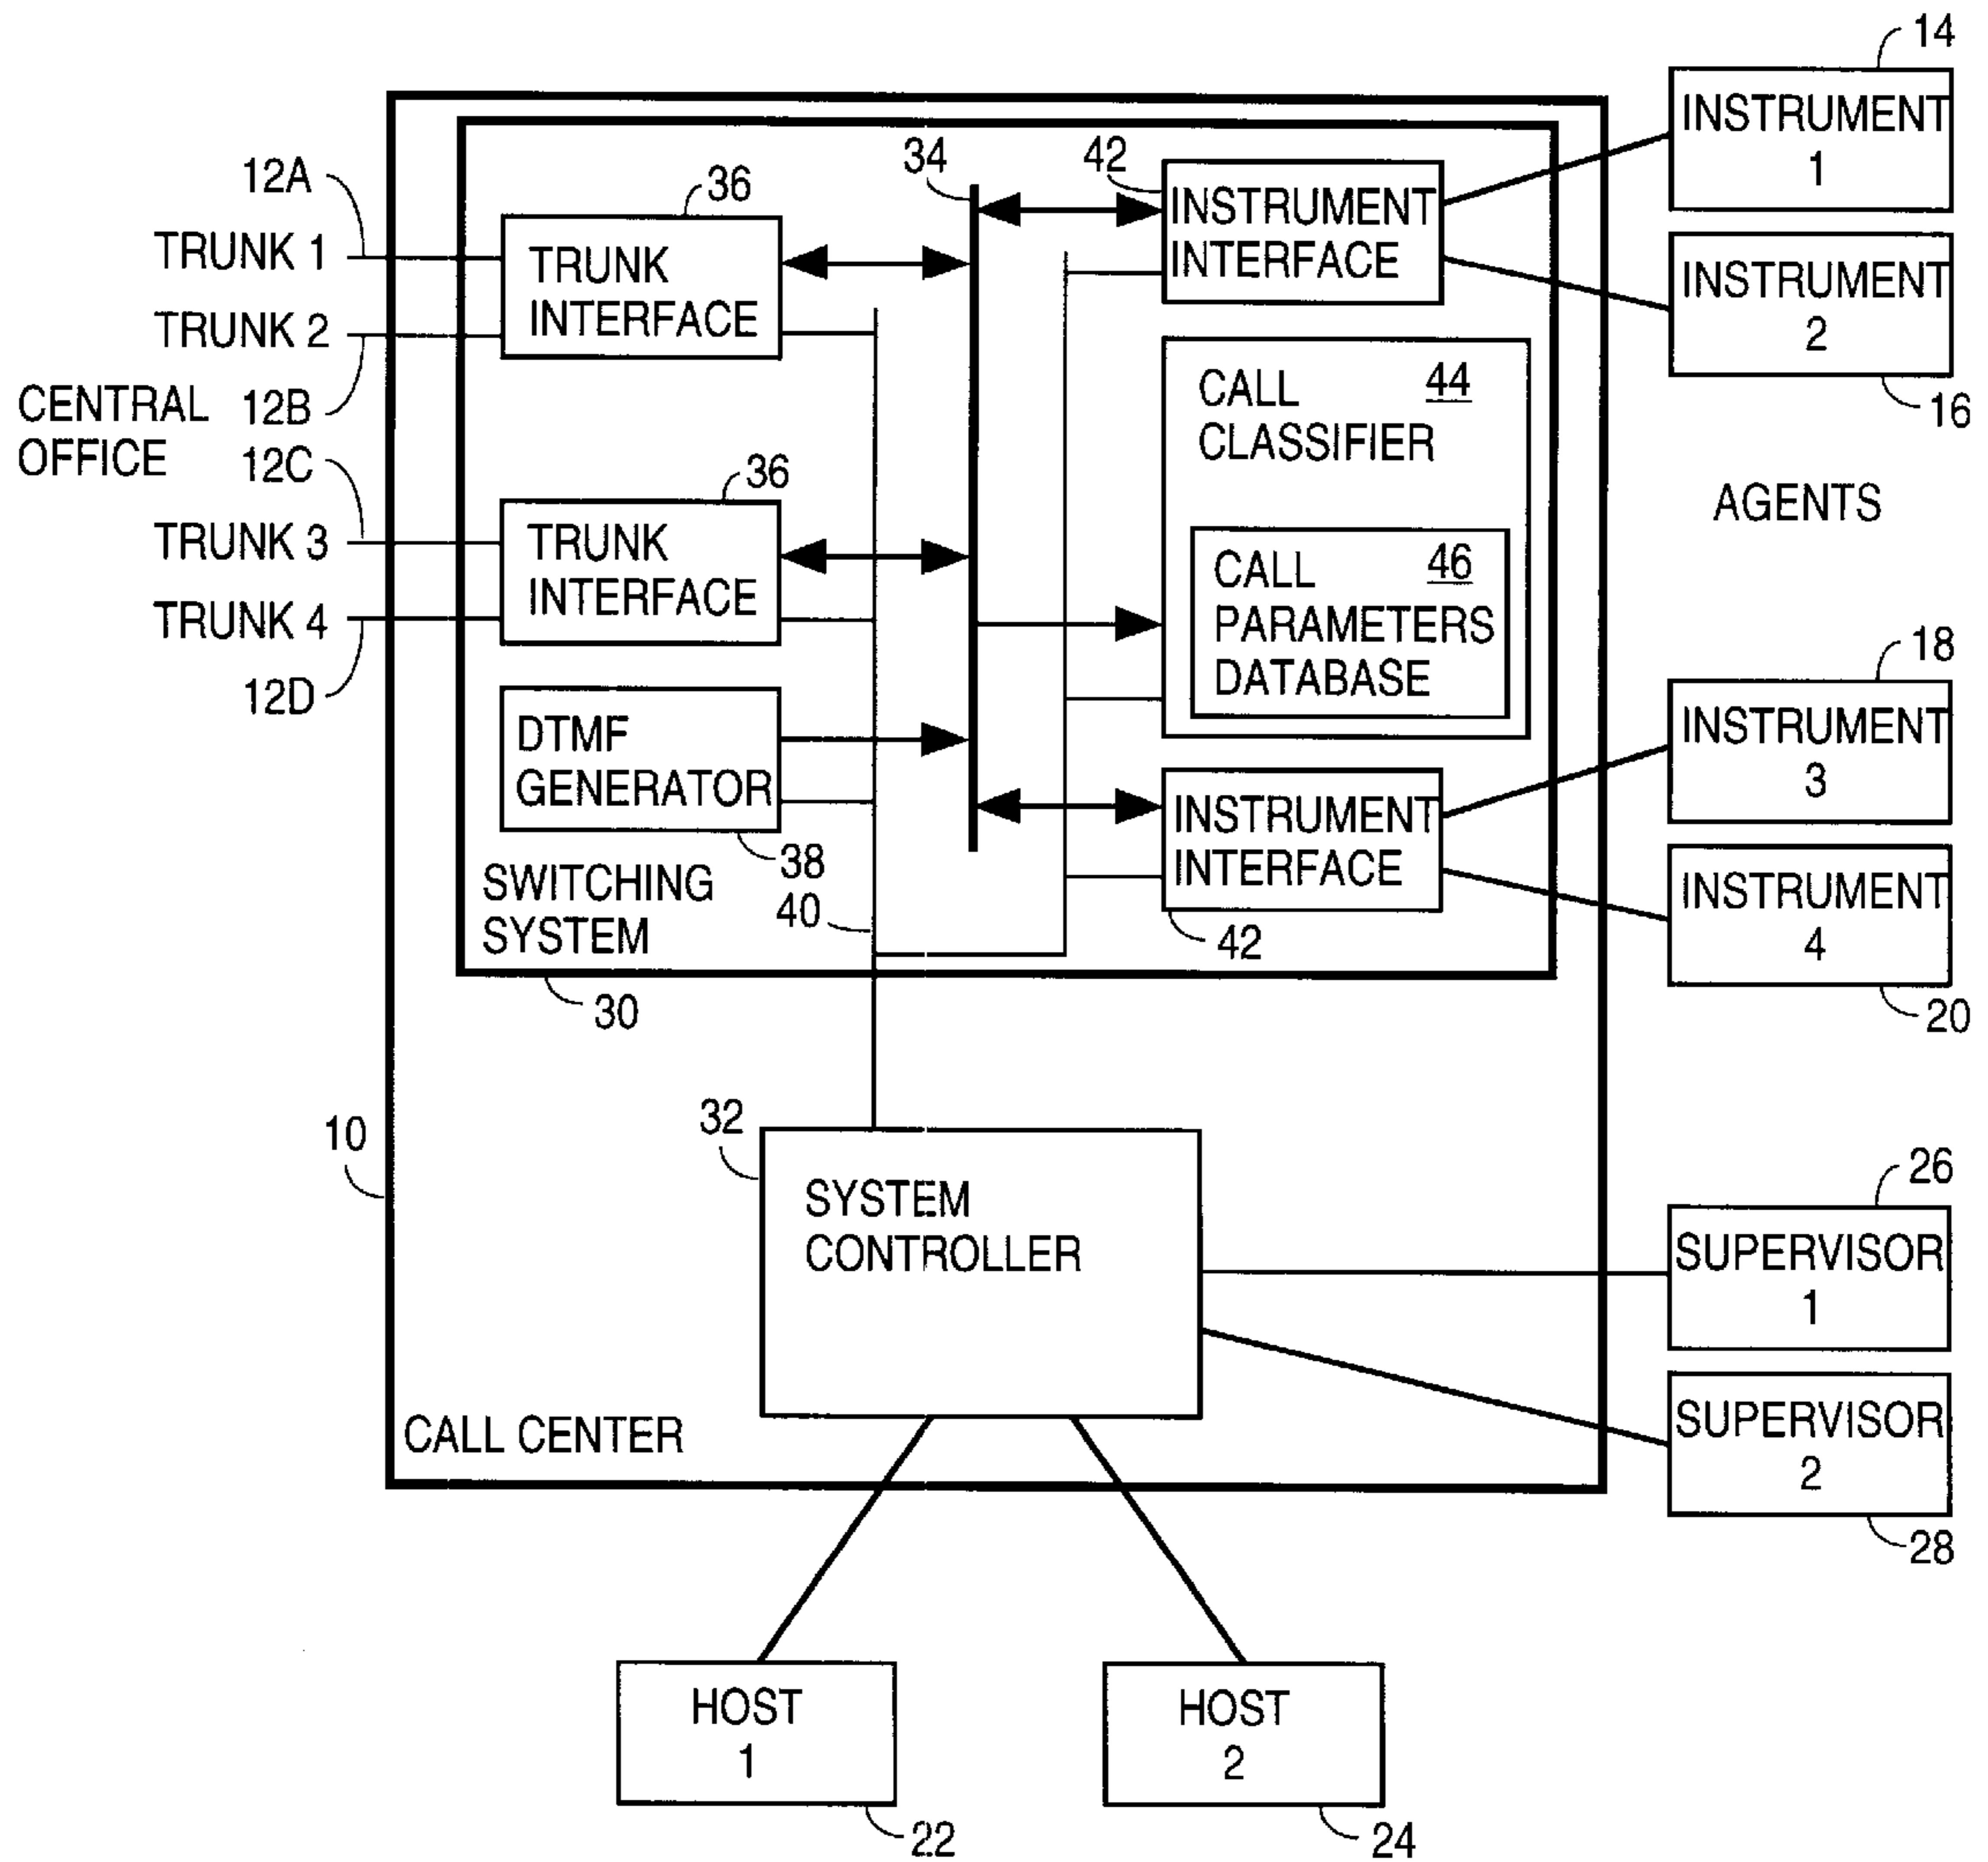 14
INSTRUMENT
1
INSTRUMENT
2
16
12A
TRUNK 1
TRUNK 2
CENTRAL
OFFICE
12B
12C
TRUNK 3
TRUNK 4
12D
36
TRUNK
INTERFACE
36
TRUNK
INTERFACE
DTMF
GENERATOR
38
SWITCHING
SYSTEM
40
30
34
42
INSTRUMENT
INTERFACE
CALL
CLASSIFIER
44
CALL
PARAMETERS
DATABASE
46
INSTRUMENT
INTERFACE
42
AGENTS
18
INSTRUMENT
3
INSTRUMENT
4
20
10
32
SYSTEM
CONTROLLER
CALL CENTER
26
SUPERVISOR
1
SUPERVISOR
2
28
HOST
1
22
HOST
2
24